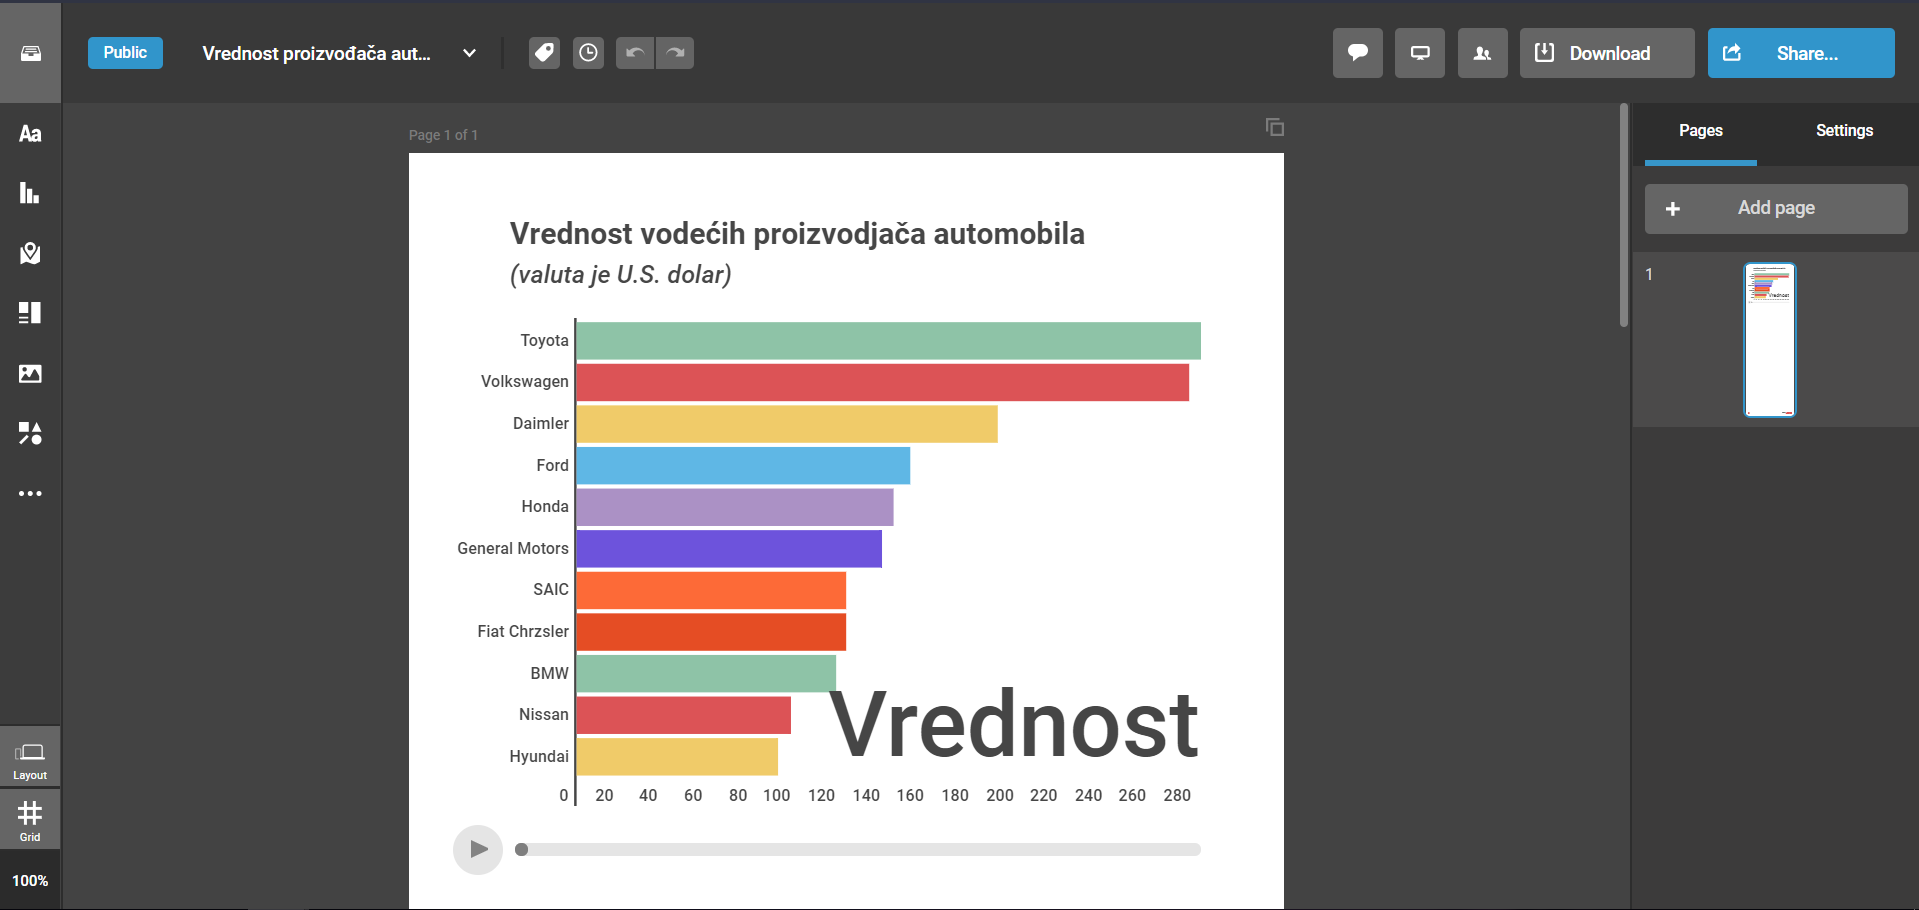 Public
Vrednost proizvođača aut...
Download
Share...
Aa
Page 1 of 1
Pages
Settings
Add page
1
Vrednost vodećih proizvodjača automobila
(valuta je U.S. dolar)
Toyota
Volkswagen
Daimler
Ford
Honda
General Motors
SAIC
Fiat Chrzsler
BMW
Nissan
Hyundai
Vrednost
0 20 40 60 80 100 120 140 160 180 200 220 240 260 280
Vrednost
Layout
Grid
100%